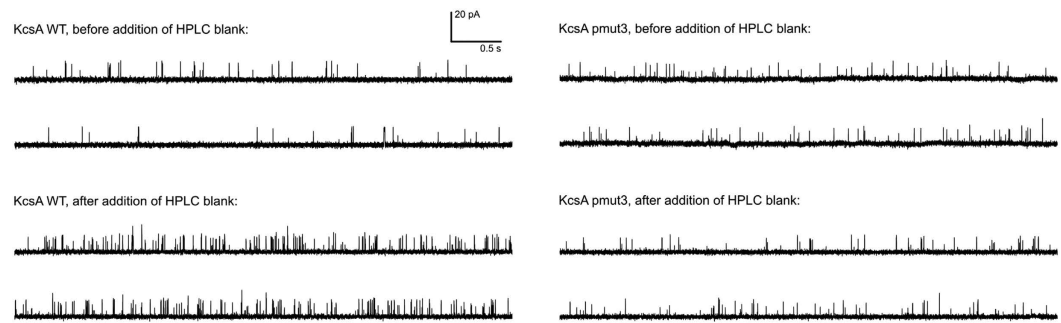 KcsA WT, before addition of HPLC blank:
20 pA
0.5 s
KcsA WT, after addition of HPLC blank:
KcsA pmut3, before addition of HPLC blank:
KcsA pmut3, after addition of HPLC blank: